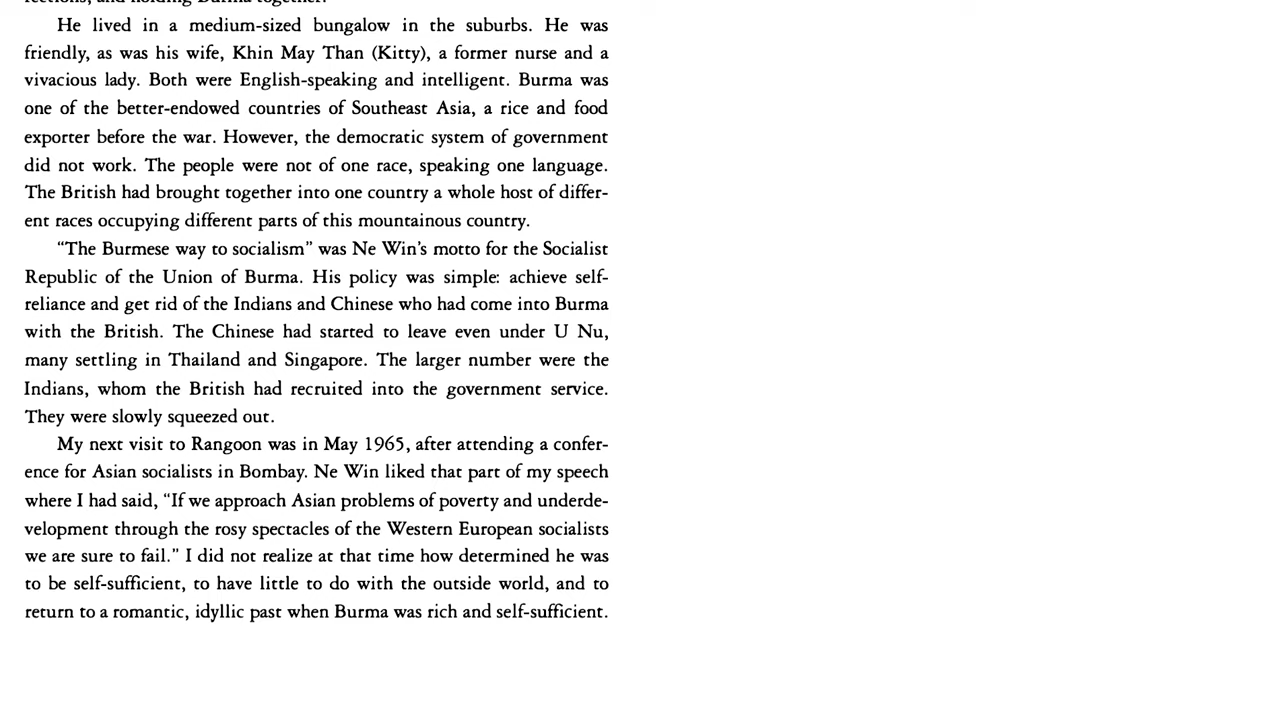 rections, and holding Burma together.
He lived in a medium-sized bungalow in the suburbs. He was
friendly, as was his wife, Khin May Than (Kitty), a former nurse and a
vivacious lady. Both were English-speaking and intelligent. Burma was
one of the better-endowed countries of Southeast Asia, a rice and food
exporter before the war. However, the democratic system of government
did not work. The people were not of one race, speaking one language.
The British had brought together into one country a whole host of differ-
ent races occupying different parts of this mountainous country.
“The Burmese way to socialism” was Ne Win’s motto for the Socialist
Republic of the Union of Burma. His policy was simple: achieve self-
reliance and get rid of the Indians and Chinese who had come into Burma
with the British. The Chinese had started to leave even under U Nu,
many settling in Thailand and Singapore. The larger number were the
Indians, whom the British had recruited into the government service.
They were slowly squeezed out.
My next visit to Rangoon was in May 1965, after attending a confer-
ence for Asian socialists in Bombay. Ne Win liked that part of my speech
where I had said, “If we approach Asian problems of poverty and underde-
velopment through the rosy spectacles of the Western European socialists
we are sure to fail.” I did not realize at that time how determined he was
to be self-sufficient, to have little to do with the outside world, and to
return to a romantic, idyllic past when Burma was rich and self-sufficient.